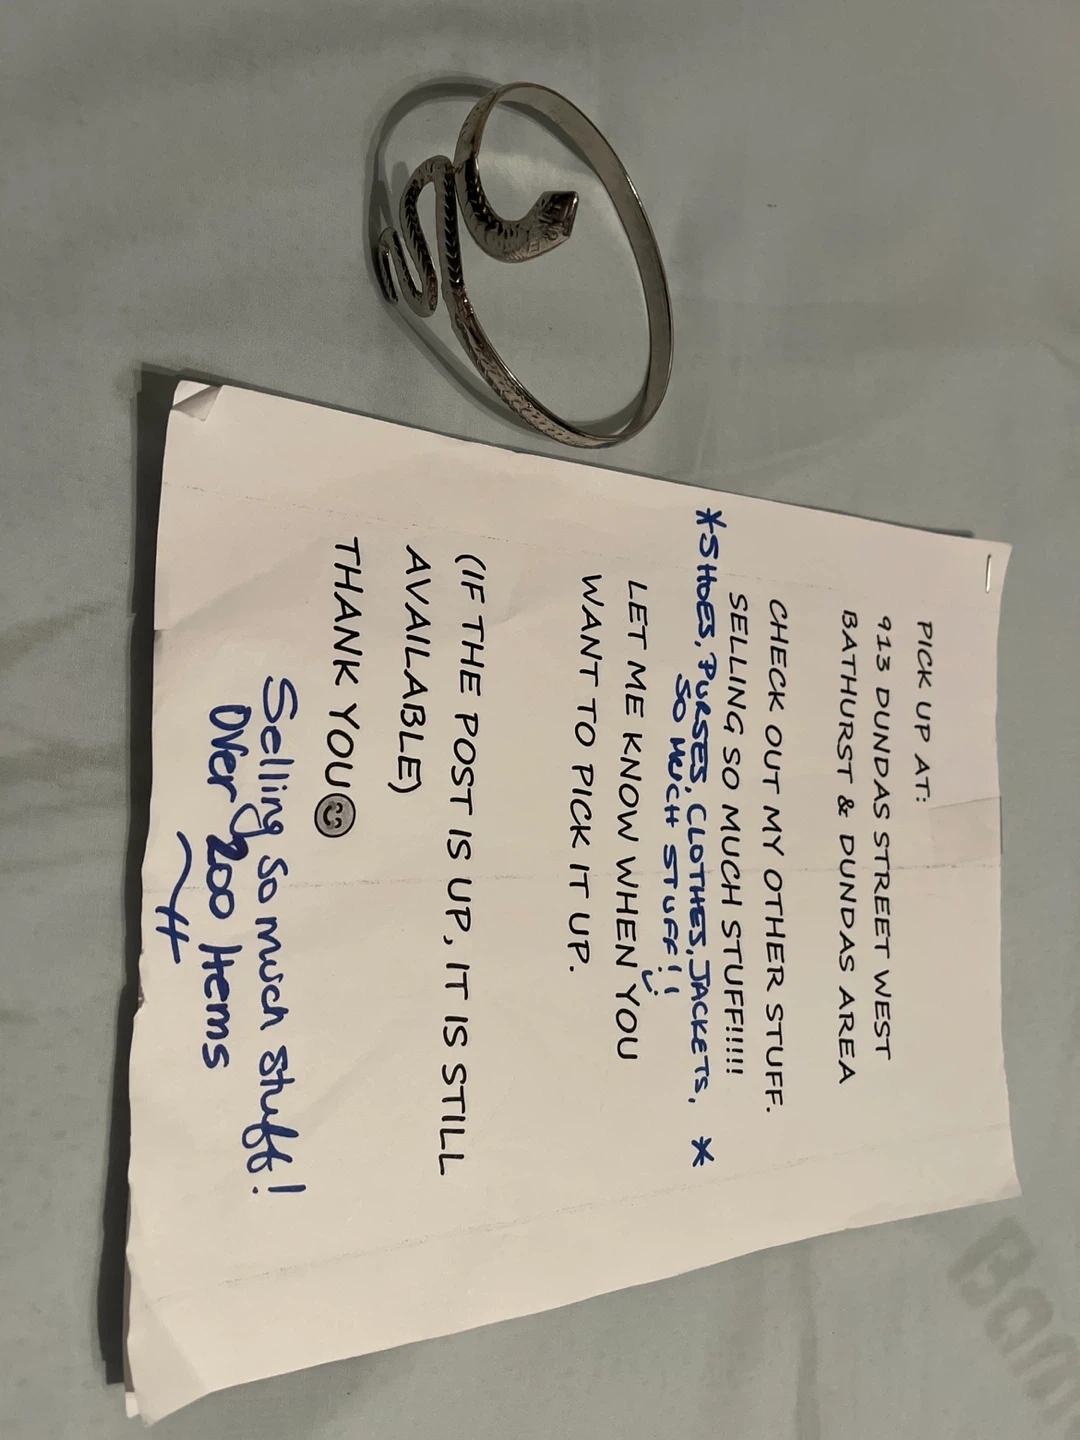 PICK UP AT:
913 DUNDAS STREET WEST
BATHURST & DUNDAS AREA
CHECK OUT MY OTHER STUFF.
SELLING SO MUCH STUFF!!!!!
*SHOES, PURSES, CLOTHES, JACKETS, *
SO MUCH STUFF!!
LET ME KNOW WHEN YOU
WANT TO PICK IT UP.
(IF THE POST IS UP, IT IS STILL
AVAILABLE)
THANK YOU☺
Selling so much stuff!
Over 200 Items